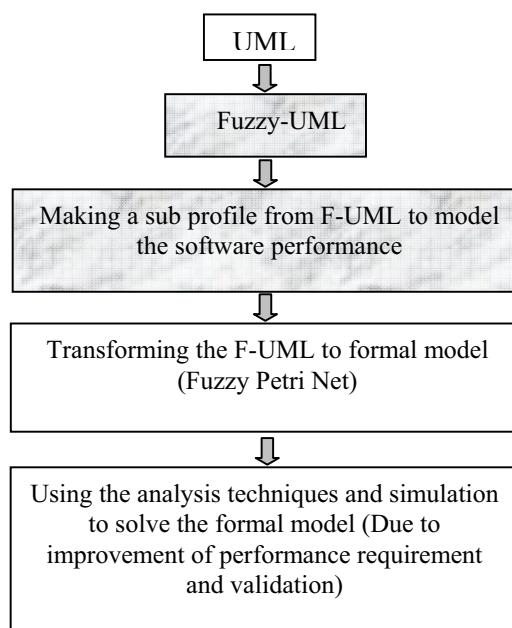 UML
Fuzzy-UML
Making a sub profile from F-UML to model
the software performance
Transforming the F-UML to formal model
(Fuzzy Petri Net)
Using the analysis techniques and simulation
to solve the formal model (Due to
improvement of performance requirement
and validation)